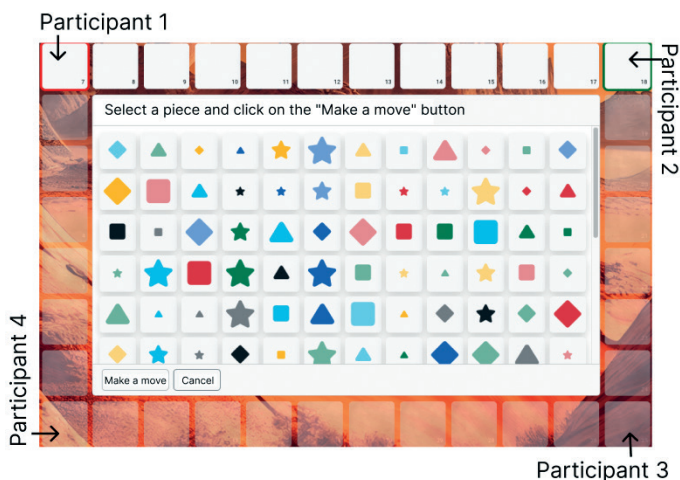 Participant 1
7
8
9
10
11
12
13
14
15
16
17
18
Participant 2
Select a piece and click on the "Make a move" button
Make a move
Cancel
Participant 4
Participant 3